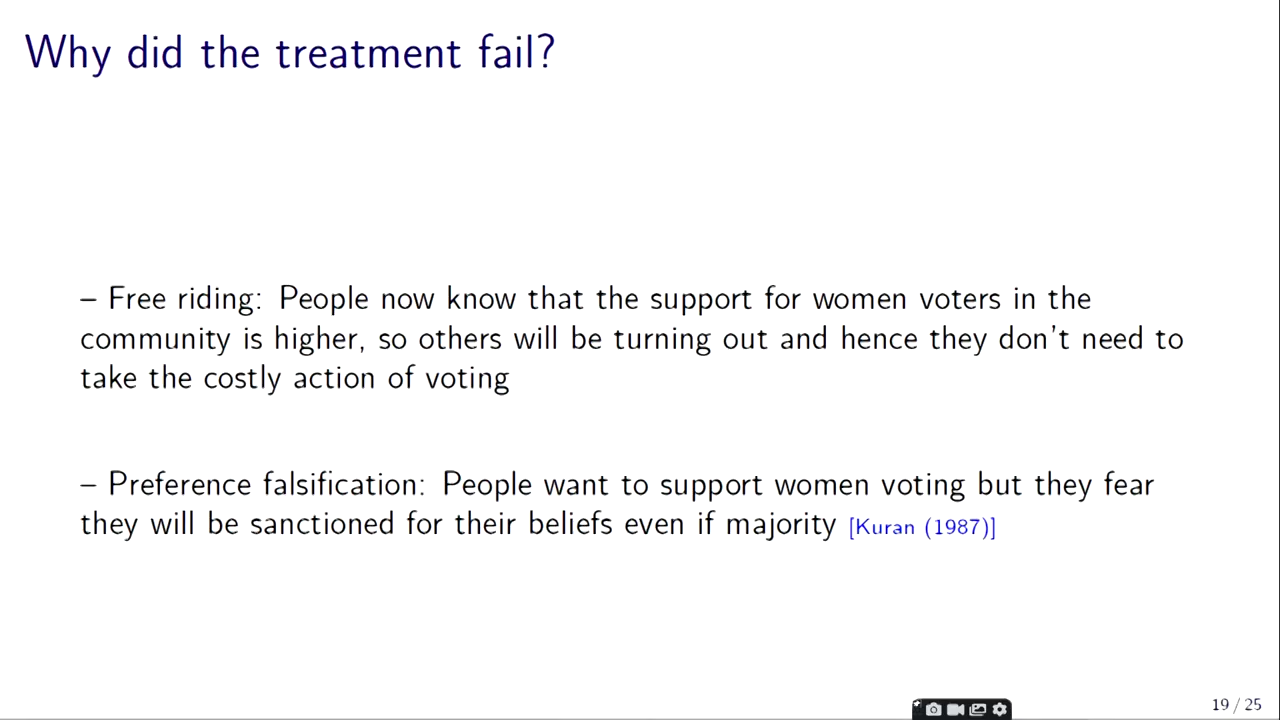 Why did the treatment fail?
– Free riding: People now know that the support for women voters in the
community is higher, so others will be turning out and hence they don't need to
take the costly action of voting
– Preference falsification: People want to support women voting but they fear
they will be sanctioned for their beliefs even if majority [Kuran (1987)]
19 / 25